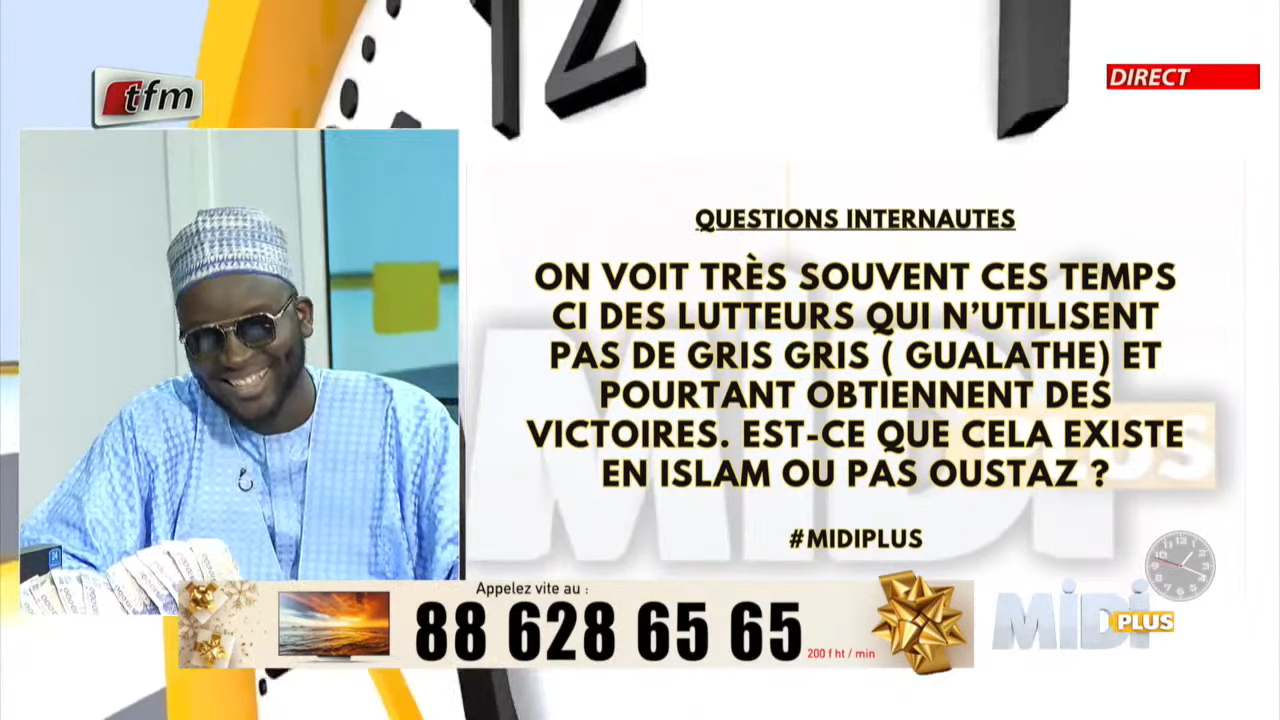 tfm
DIRECT
QUESTIONS INTERNAUTES
ON VOIT TRÈS SOUVENT CES TEMPS
CI DES LUTTEURS QUI N'UTILISENT
PAS DE GRIS GRIS ( GUALATHE) ET
POURTANT OBTIENNENT DES
VICTOIRES. EST-CE QUE CELA EXISTE
EN ISLAM OU PAS OUSTAZ ?
#MIDIPLUS
Appelez vite au :
88 628 65 65
200 f ht / min
MiDi
PLUS